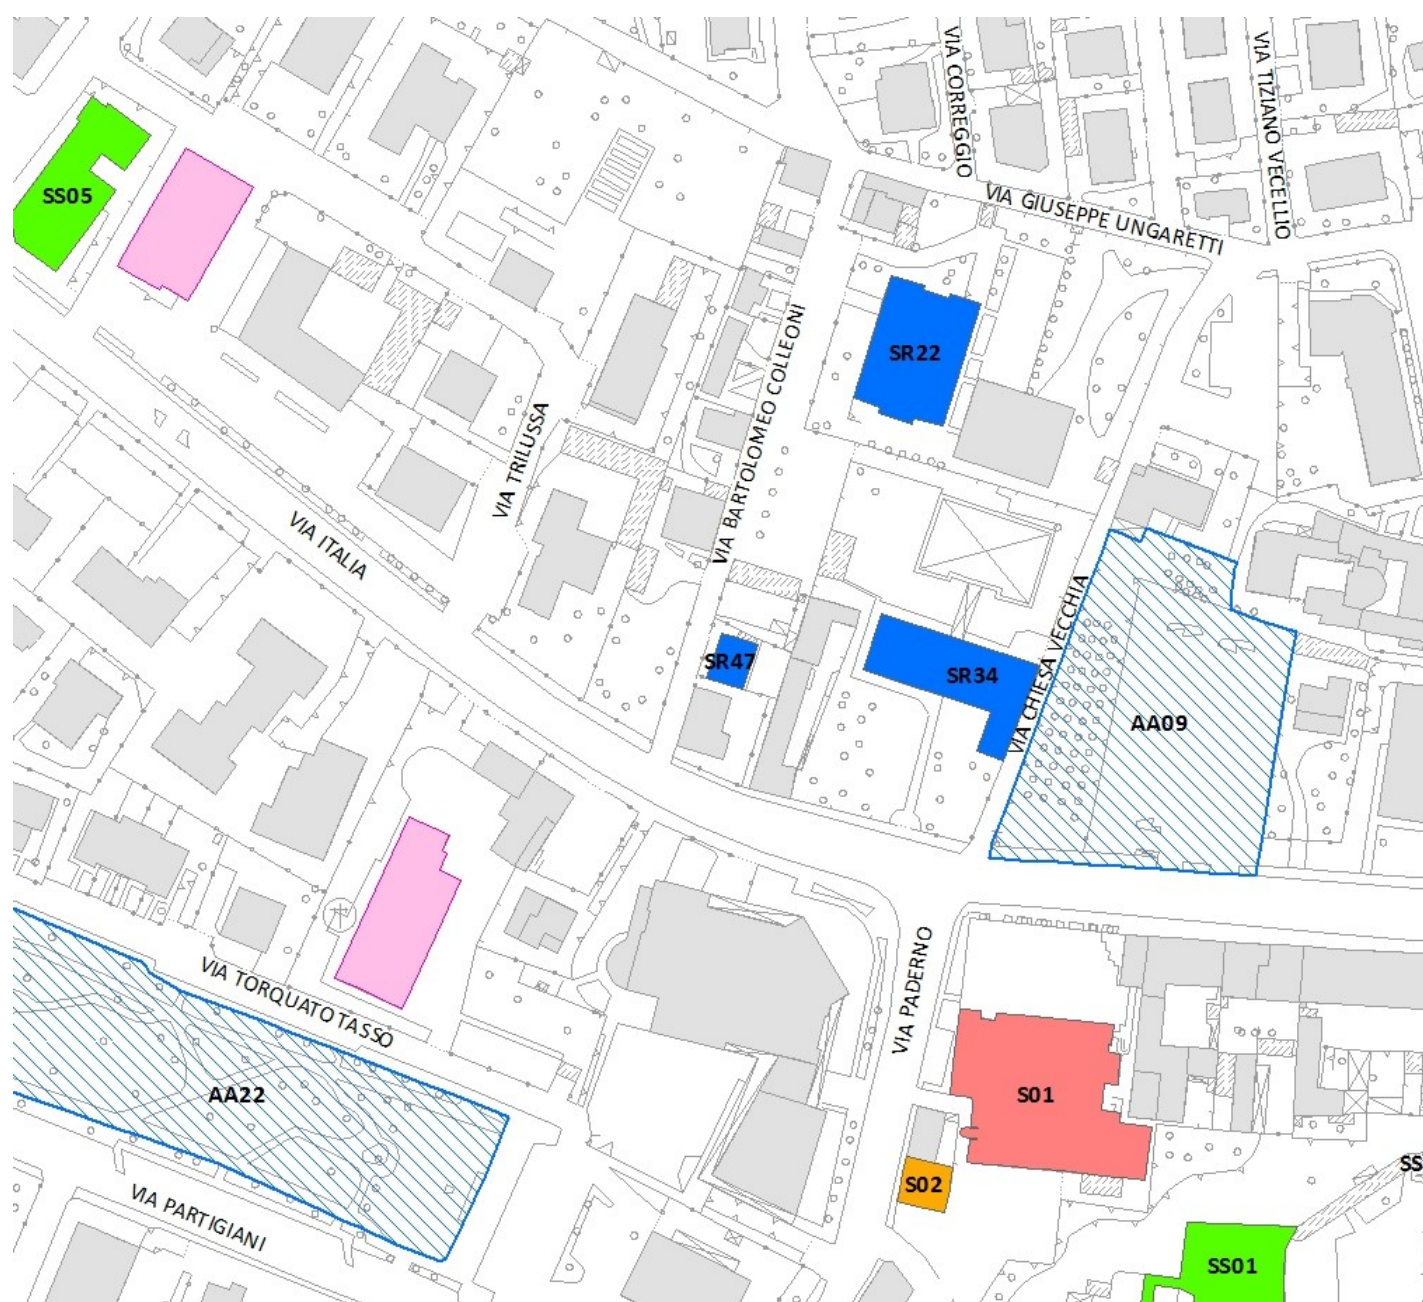 VIA CORREGGIO
VIA TIZIANO VECELLIO
SS05
VIA GIUSEPPE UNGARETTI
SR22
VIA BARTOLOMEO COLLEONI
VIA TRILUSSA
VIA ITALIA
SR47
SR34
VIA CHIESA VECCHIA
AA09
VIA PADERNO
VIA TORQUATO TASSO
AA22
S01
S02
SS
VIA PARTIGIANI
SS01